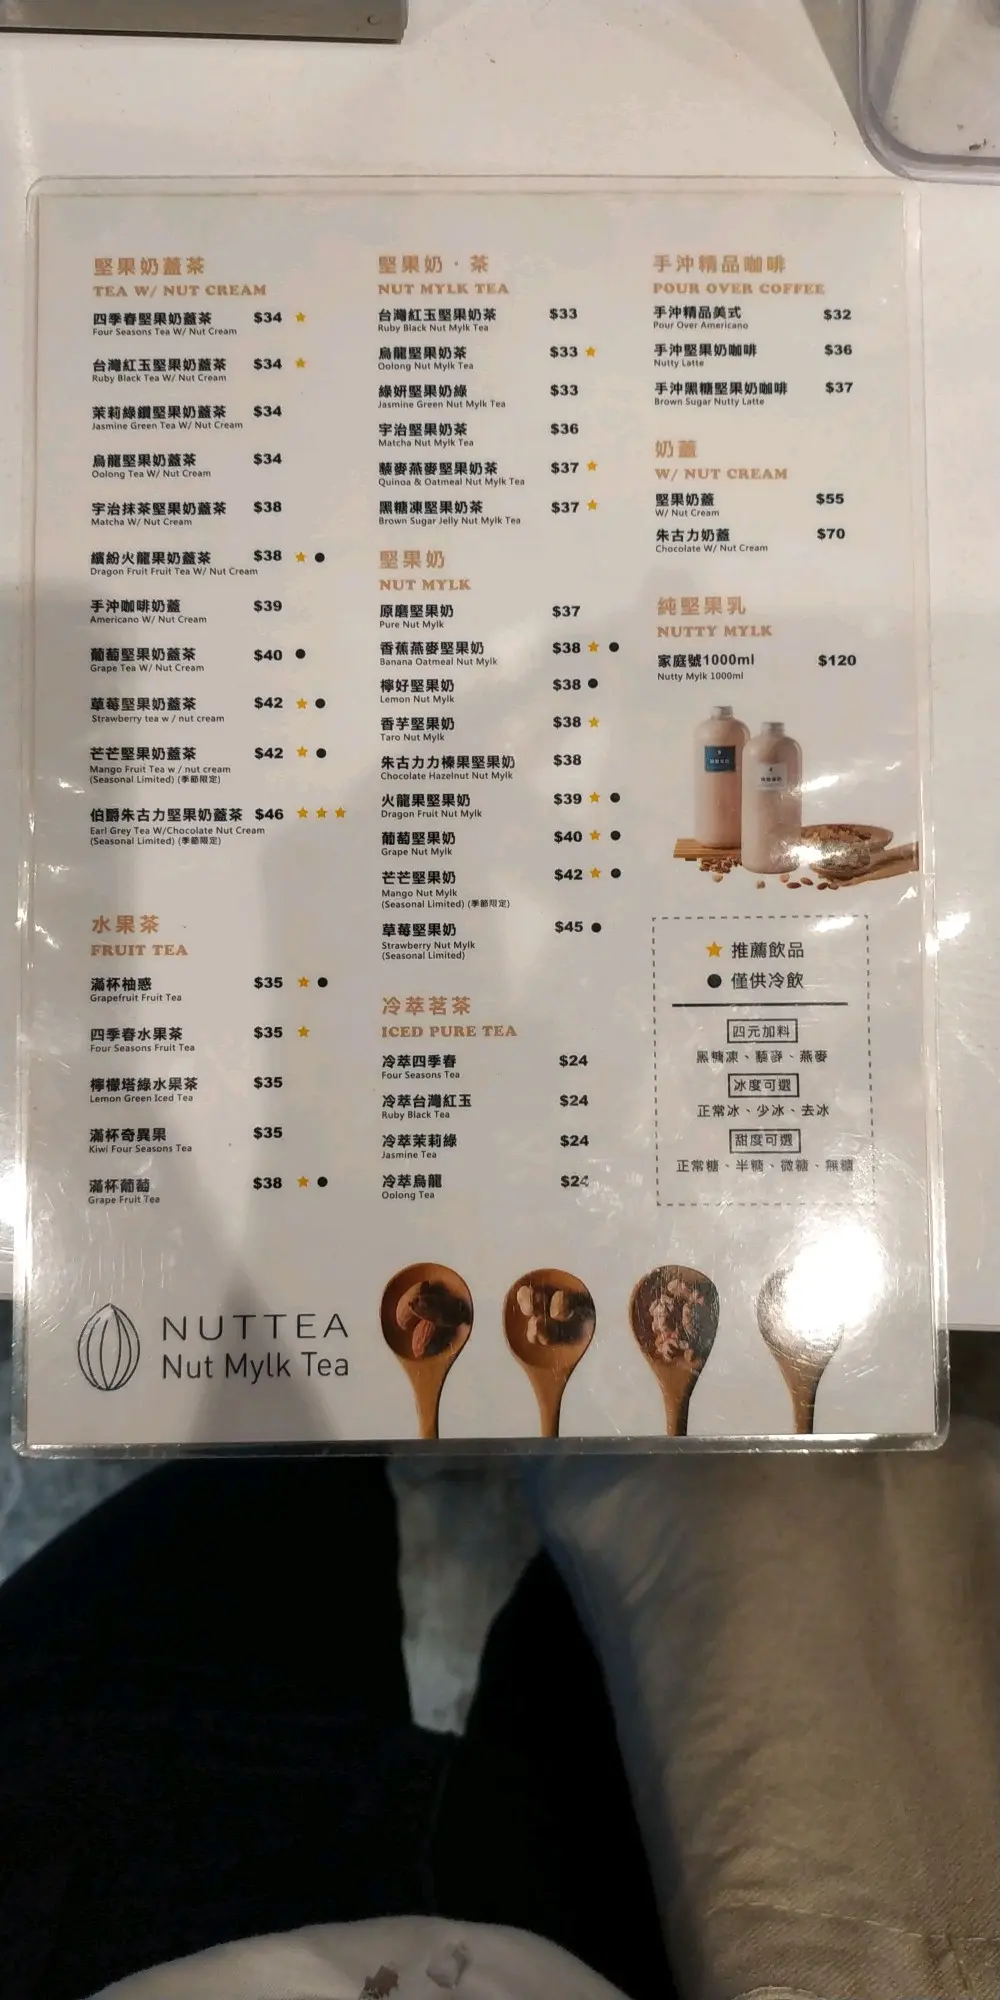 堅果奶蓋茶
TEA W/ NUT CREAM
四季春堅果奶蓋茶 $34 ★
Four Seasons Tea W/ Nut Cream
台灣紅玉堅果奶蓋茶 $34 ★
Ruby Black Tea W/ Nut Cream
茉莉綠鑽堅果奶蓋茶 $34
Jasmine Green Tea W/ Nut Cream
烏龍堅果奶蓋茶 $34
Oolong Tea W/ Nut Cream
宇治抹茶堅果奶蓋茶 $38
Matcha W/ Nut Cream
繽紛火龍果奶蓋茶 $38 ★ ●
Dragon Fruit Fruit Tea W/ Nut Cream
手沖咖啡奶蓋 $39
Americano W/ Nut Cream
葡萄堅果奶蓋茶 $40 ●
Grape Tea W/ Nut Cream
草莓堅果奶蓋茶 $42 ★ ●
Strawberry tea w / nut cream
芒芒堅果奶蓋茶 $42 ★ ●
Mango Fruit Tea w / nut cream
(Seasonal Limited) (季節限定)
伯爵朱古力堅果奶蓋茶 $46 ★ ★ ★
Earl Grey Tea W/Chocolate Nut Cream
(Seasonal Limited) (季節限定)
水果茶
FRUIT TEA
滿杯柚惑 $35 ★ ●
Grapefruit Fruit Tea
四季春水果茶 $35 ★
Four Seasons Fruit Tea
檸檬塔綠水果茶 $35
Lemon Green Iced Tea
滿杯奇異果 $35
Kiwi Four Seasons Tea
滿杯葡萄 $38 ★ ●
Grape Fruit Tea
堅果奶・茶
NUT MYLK TEA
台灣紅玉堅果奶茶 $33
Ruby Black Nut Mylk Tea
烏龍堅果奶茶 $33 ★
Oolong Nut Mylk Tea
綠妍堅果奶綠 $33
Jasmine Green Nut Mylk Tea
宇治堅果奶茶 $36
Matcha Nut Mylk Tea
藜麥燕麥堅果奶茶 $37 ★
Quinoa & Oatmeal Nut Mylk Tea
黑糖凍堅果奶茶 $37 ★
Brown Sugar Jelly Nut Mylk Tea
堅果奶
NUT MYLK
原磨堅果奶 $37
Pure Nut Mylk
香蕉燕麥堅果奶 $38 ★ ●
Banana Oatmeal Nut Mylk
檸好堅果奶 $38 ●
Lemon Nut Mylk
香芋堅果奶 $38 ★
Taro Nut Mylk
朱古力力榛果堅果奶 $38
Chocolate Hazelnut Nut Mylk
火龍果堅果奶 $39 ★ ●
Dragon Fruit Nut Mylk
葡萄堅果奶 $40 ★ ●
Grape Nut Mylk
芒芒堅果奶 $42 ★ ●
Mango Nut Mylk
(Seasonal Limited) (季節限定)
草莓堅果奶 $45 ●
Strawberry Nut Mylk
(Seasonal Limited)
冷萃茗茶
ICED PURE TEA
冷萃四季春 $24
Four Seasons Tea
冷萃台灣紅玉 $24
Ruby Black Tea
冷萃茉莉綠 $24
Jasmine Tea
冷萃烏龍 $24
Oolong Tea
手沖精品咖啡
POUR OVER COFFEE
手沖精品美式 $32
Pour Over Americano
手沖堅果奶咖啡 $36
Nutty Latte
手沖黑糖堅果奶咖啡 $37
Brown Sugar Nutty Latte
奶蓋
W/ NUT CREAM
堅果奶蓋 $55
W/ Nut Cream
朱古力奶蓋 $70
Chocolate W/ Nut Cream
純堅果乳
NUTTY MYLK
家庭號1000ml $120
Nutty Mylk 1000ml
★ 推薦飲品
● 僅供冷飲
四元加料
黑糖凍、藜麥、燕麥
冰度可選
正常冰、少冰、去冰
甜度可選
正常糖、半糖、微糖、無糖
NUTTEA
Nut Mylk Tea